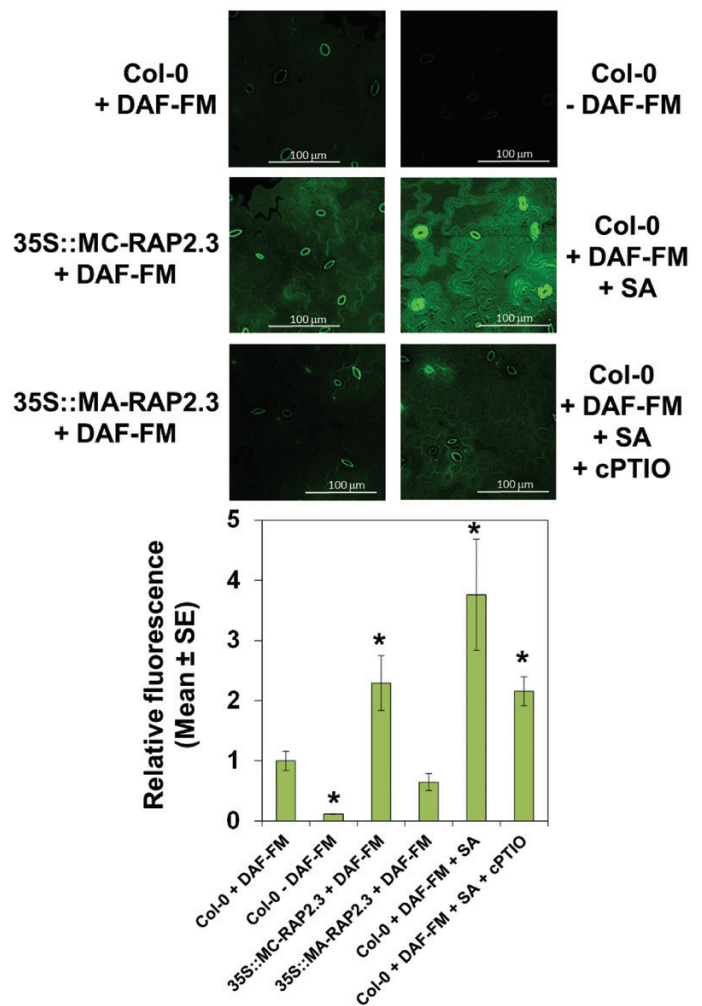 Col-0
+ DAF-FM
100 µm
100 µm
Col-0
- DAF-FM
35S::MC-RAP2.3
+ DAF-FM
100 µm
100 µm
Col-0
+ DAF-FM
+ SA
35S::MA-RAP2.3
+ DAF-FM
100 µm
100 µm
Col-0
+ DAF-FM
+ SA
+ cPTIO
Relative fluorescence
(Mean ± SE)
5
4
3
2
1
0
*
*
*
*
Col-0 + DAF-FM
Col-0 - DAF-FM
35S::MC-RAP2.3 + DAF-FM
35S::MA-RAP2.3 + DAF-FM
Col-0 + DAF-FM + SA
Col-0 + DAF-FM + SA + cPTIO